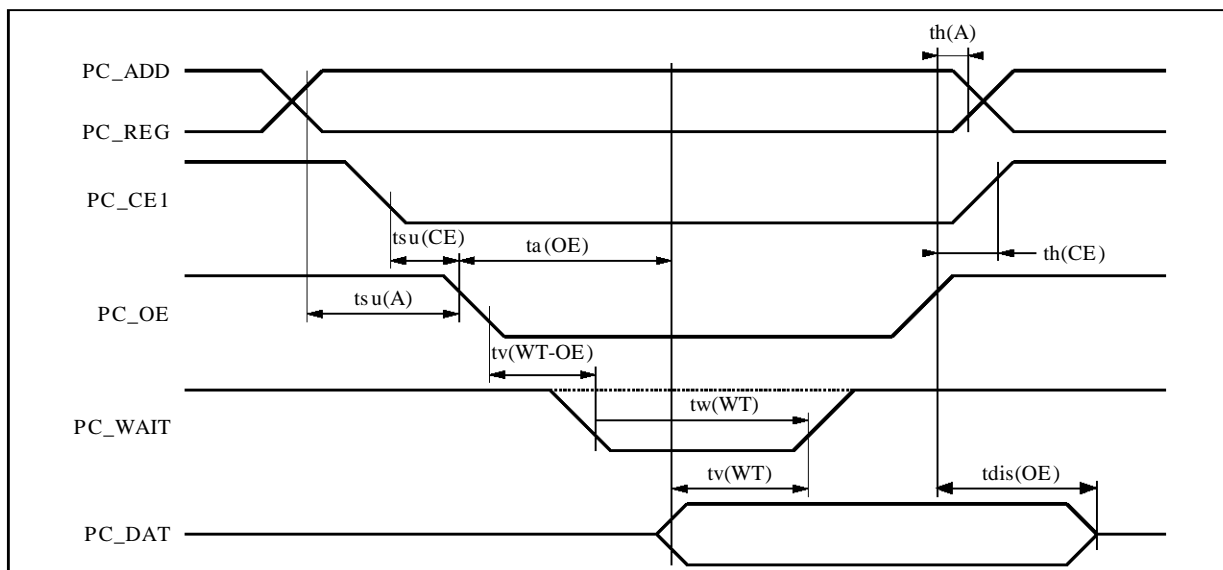 th(A)
PC_ADD
PC_REG
PC_CE1
tsu(CE)
ta(OE)
th(CE)
tsu(A)
PC_OE
tv(WT-OE)
tw(WT)
PC_WAIT
tv(WT)
tdis(OE)
PC_DAT